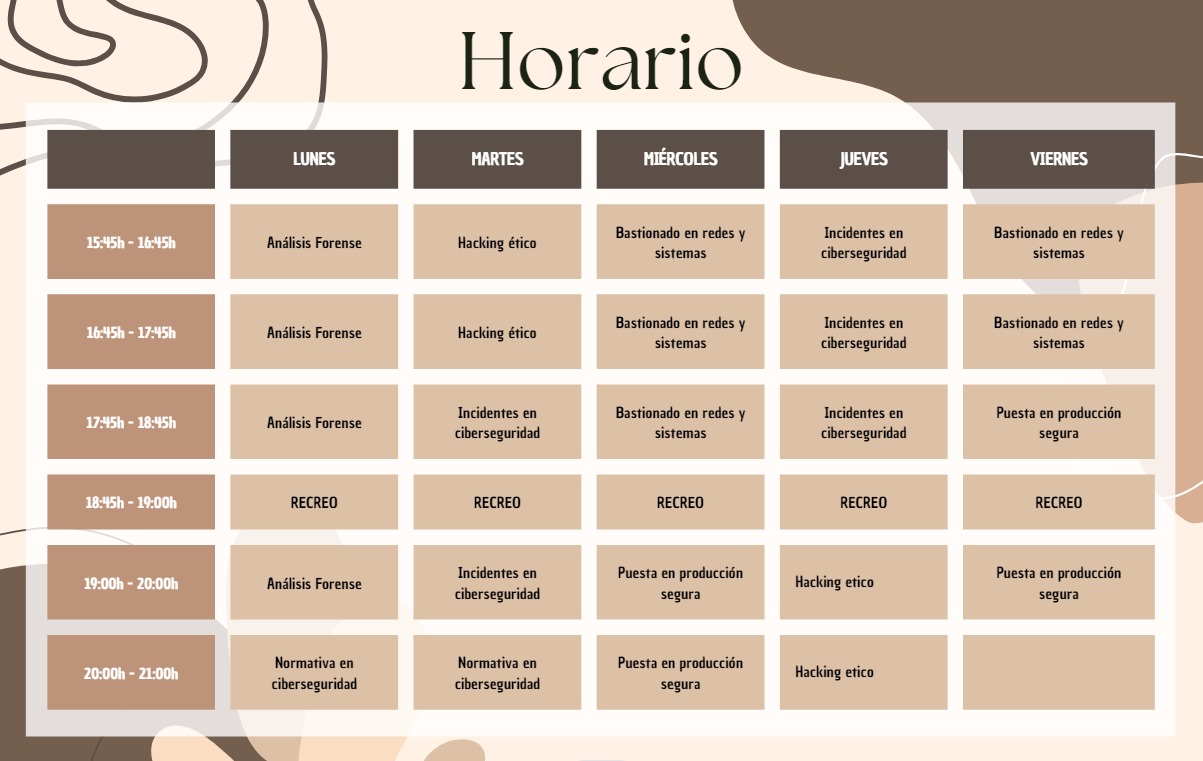 Horario
LUNES MARTES MIÉRCOLES JUEVES VIERNES
15:45h - 16:45h
Análisis Forense
Hacking ético
Bastionado en redes y
sistemas
Incidentes en
ciberseguridad
Bastionado en redes y
sistemas
16:45h - 17:45h
Análisis Forense
Hacking ético
Bastionado en redes y
sistemas
Incidentes en
ciberseguridad
Bastionado en redes y
sistemas
17:45h - 18:45h
Análisis Forense
Incidentes en
ciberseguridad
Bastionado en redes y
sistemas
Incidentes en
ciberseguridad
Puesta en producción
segura
18:45h - 19:00h
RECREO
RECREO
RECREO
RECREO
RECREO
19:00h - 20:00h
Análisis Forense
Incidentes en
ciberseguridad
Puesta en producción
segura
Hacking etico
Puesta en producción
segura
20:00h - 21:00h
Normativa en
ciberseguridad
Normativa en
ciberseguridad
Puesta en producción
segura
Hacking etico